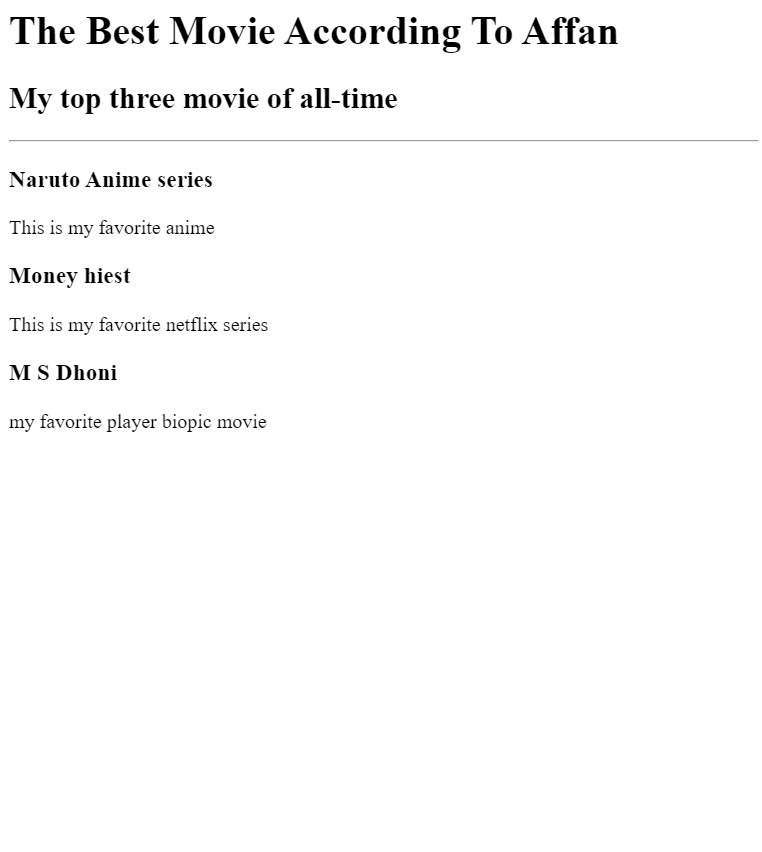 The Best Movie According To Affan
My top three movie of all-time
Naruto Anime series
This is my favorite anime
Money hiest
This is my favorite netflix series
M S Dhoni
my favorite player biopic movie